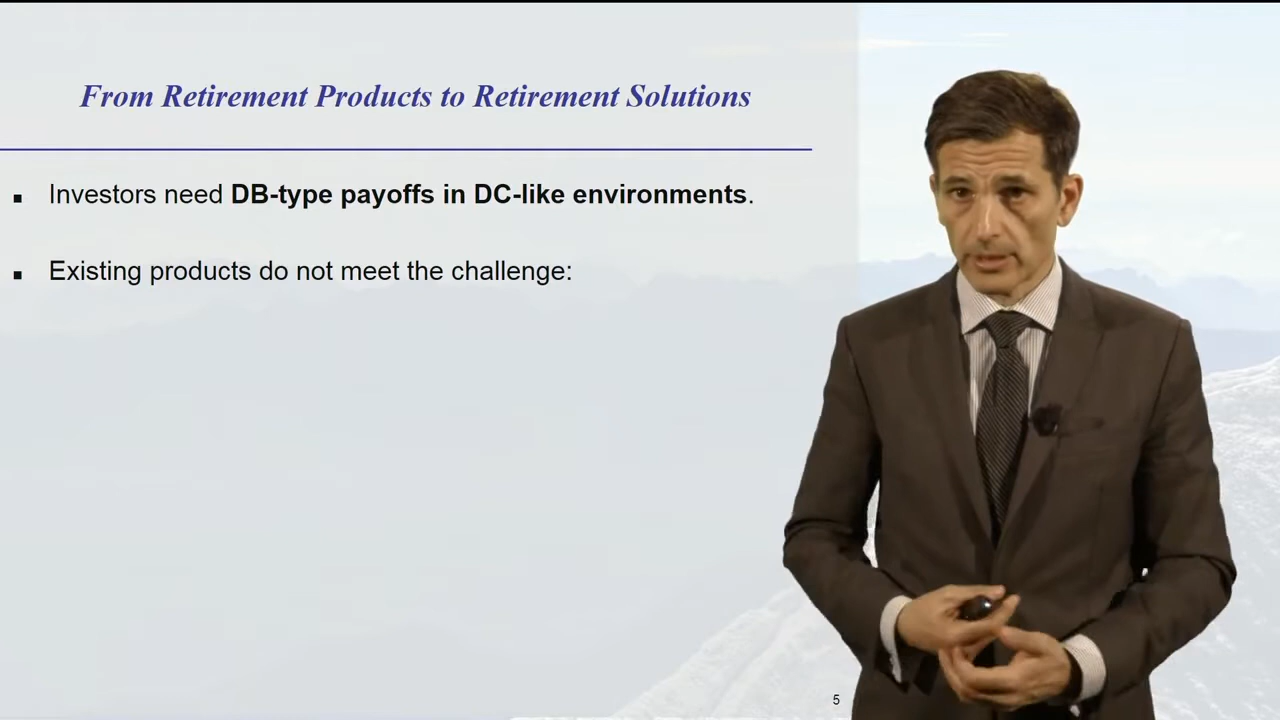 From Retirement Products to Retirement Solutions
▪ Investors need DB-type payoffs in DC-like environments.
▪ Existing products do not meet the challenge:
5